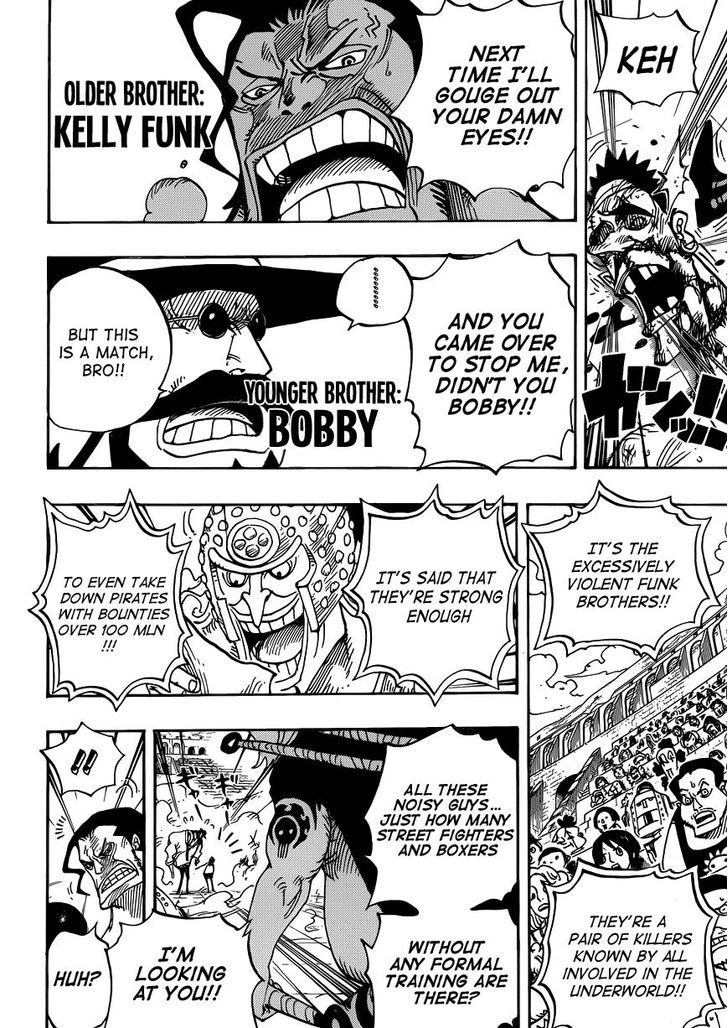 KEH
ガンッ!!
NEXT
TIME I'LL
GOUGE OUT
YOUR DAMN
EYES!!
OLDER BROTHER:
KELLY FUNK
AND YOU
CAME OVER
TO STOP ME,
DIDN'T YOU
BOBBY!!
BUT THIS
IS A MATCH,
BRO!!
YOUNGER BROTHER:
BOBBY
IT'S THE
EXCESSIVELY
VIOLENT FUNK
BROTHERS!!
THEY'RE A
PAIR OF KILLERS
KNOWN BY ALL
INVOLVED IN THE
UNDERWORLD!!
IT'S SAID THAT
THEY'RE STRONG
ENOUGH
TO EVEN TAKE
DOWN PIRATES
WITH BOUNTIES
OVER 100 MLN
!!!
ALL THESE
NOISY GUYS...
JUST HOW MANY
STREET FIGHTERS
AND BOXERS
WITHOUT
ANY FORMAL
TRAINING ARE
THERE?
I'M
LOOKING
AT YOU!!
!!
HUH?